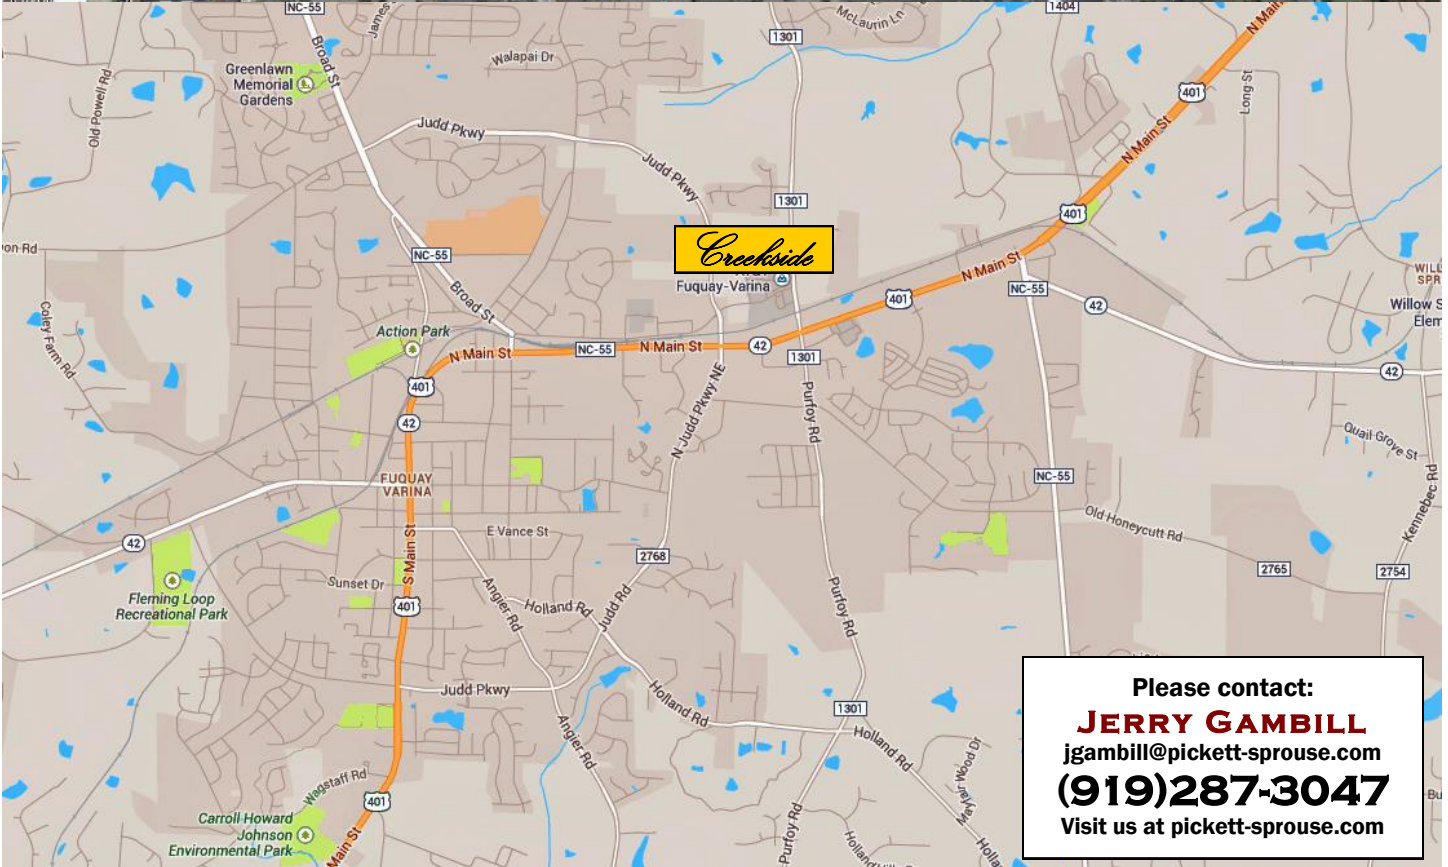 NC-55
James
1404
N Main
McLaurin Ln
1301
Broad St
Walapai Dr
Greenlawn
Memorial
Gardens
Old Powell Rd
401
Long St
N Main St
Judd Pkwy
Judd Pkwy
1301
401
on Rd
NC-55
Creekside
Fuquay-Varina
N Main St
NC-55
42
401
Broad St
WILL
SPR
Willow S
Elem
Coley Farm Rd
Action Park
N Main St
NC-55
N Main St
42
1301
42
401
N Judd Pkwy NE
Purfoy Rd
42
Quail Grove St
FUQUAY
VARINA
NC-55
Kennebec Rd
Old Honeycutt Rd
42
S Main St
E Vance St
2768
2765
2754
Fleming Loop
Recreational Park
Sunset Dr
401
Angier Rd
Holland Rd
Judd Rd
Purfoy Rd
Judd Pkwy
Holland Rd
1301
Holland Rd
Angier Rd
Wagstaff Rd
401
Carroll Howard
Johnson
Environmental Park
Main St
Purfoy Rd
Holla
Please contact:
JERRY GAMBILL
jgambill@pickett-sprouse.com
(919)287-3047
Visit us at pickett-sprouse.com
Bu